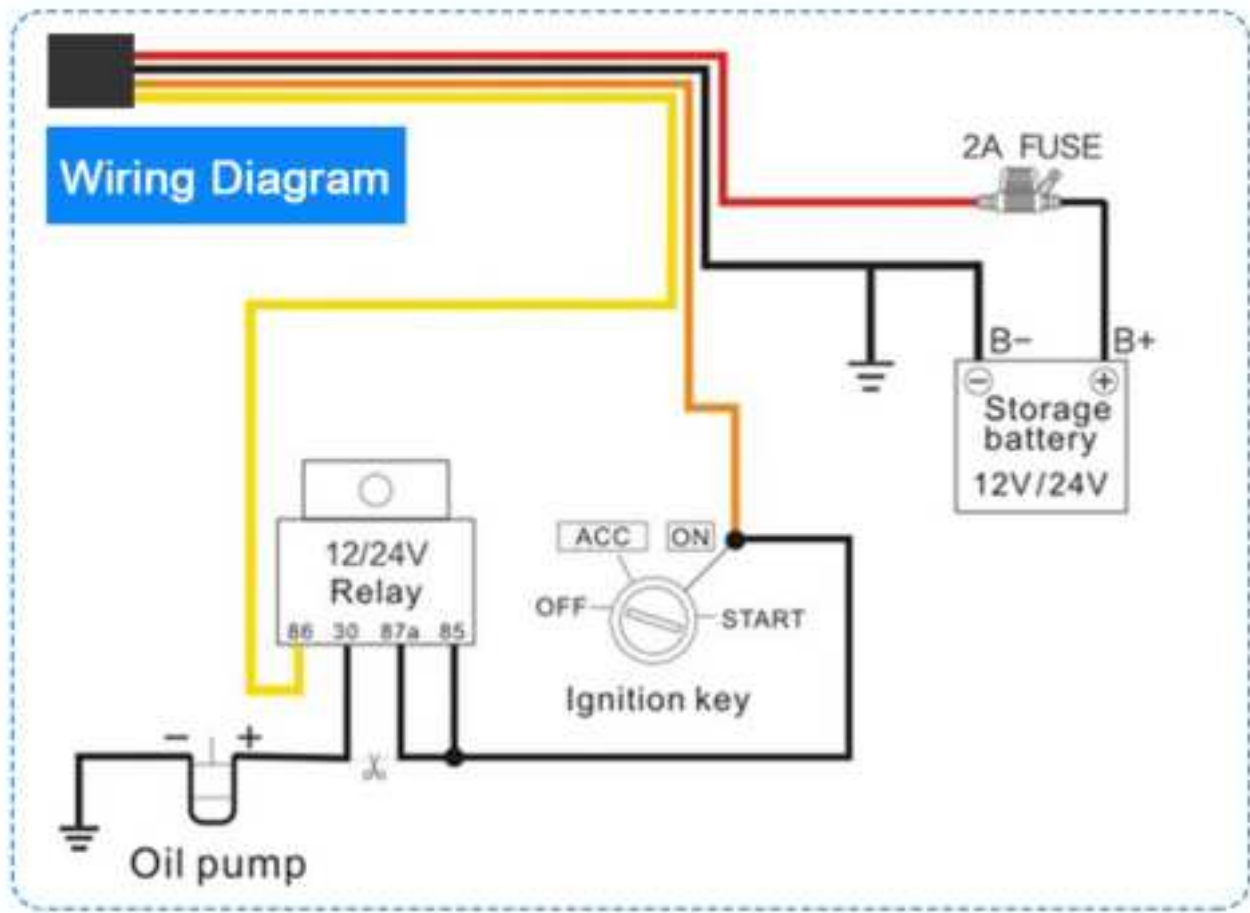 Wiring Diagram
2A FUSE
B− B+
− +
Storage
battery
12V/24V
12/24V
Relay
86 30 87a 85
ACC ON
OFF START
Ignition key
− +
Oil pump